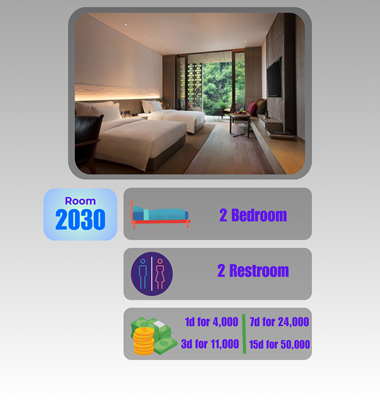 Room
2030
2 Bedroom
2 Restroom
1d for 4,000
7d for 24,000
3d for 11,000
15d for 50,000